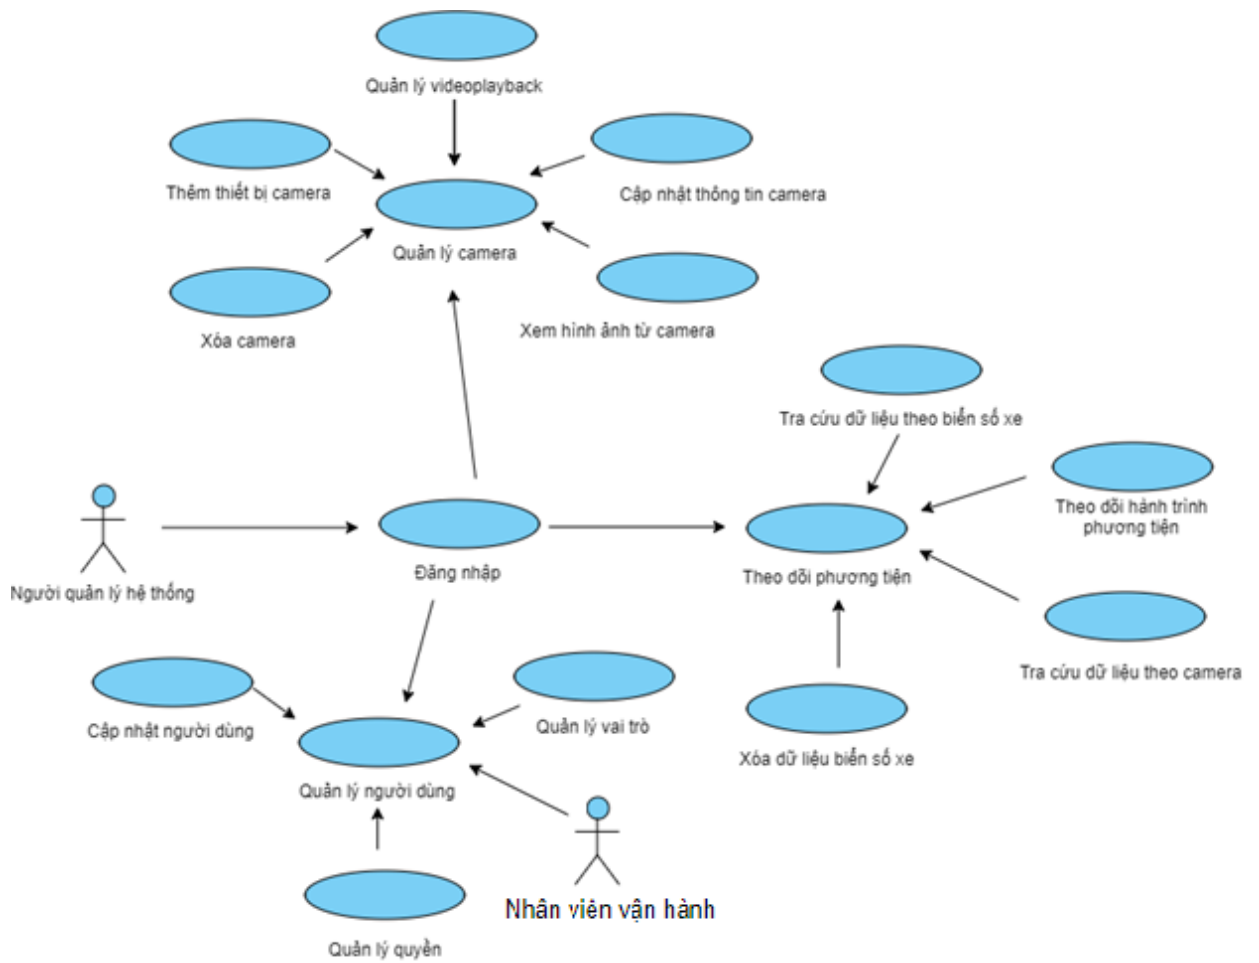 Quản lý videoplayback
Thêm thiết bị camera
Cập nhật thông tin camera
Quản lý camera
Xóa camera
Xem hình ảnh từ camera
Tra cứu dữ liệu theo biển số xe
Theo dõi hành trình
phương tiện
Đăng nhập
Theo dõi phương tiện
Người quản lý hệ thống
Tra cứu dữ liệu theo camera
Cập nhật người dùng
Quản lý vai trò
Xóa dữ liệu biển số xe
Quản lý người dùng
Nhân viên vận hành
Quản lý quyền